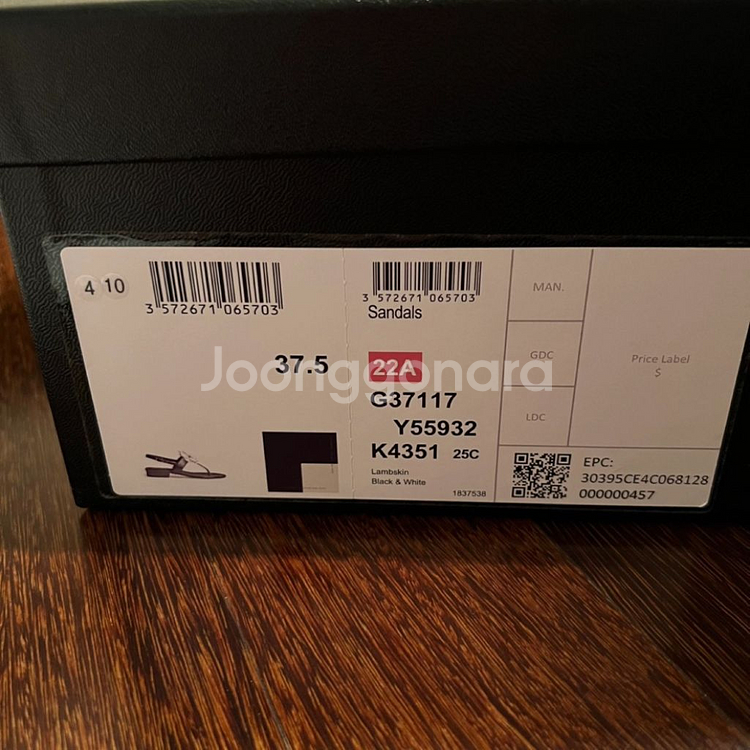 4 10
3 572671 065703
37.5
3 572671 065703
Sandals
22A
G37117
Y55932
K4351 25C
Lambskin
Black & White
1837538
MAN.
GDC
LDC
Price Label
$
EPC:
30395CE4C068128
000000457
Joonggonara